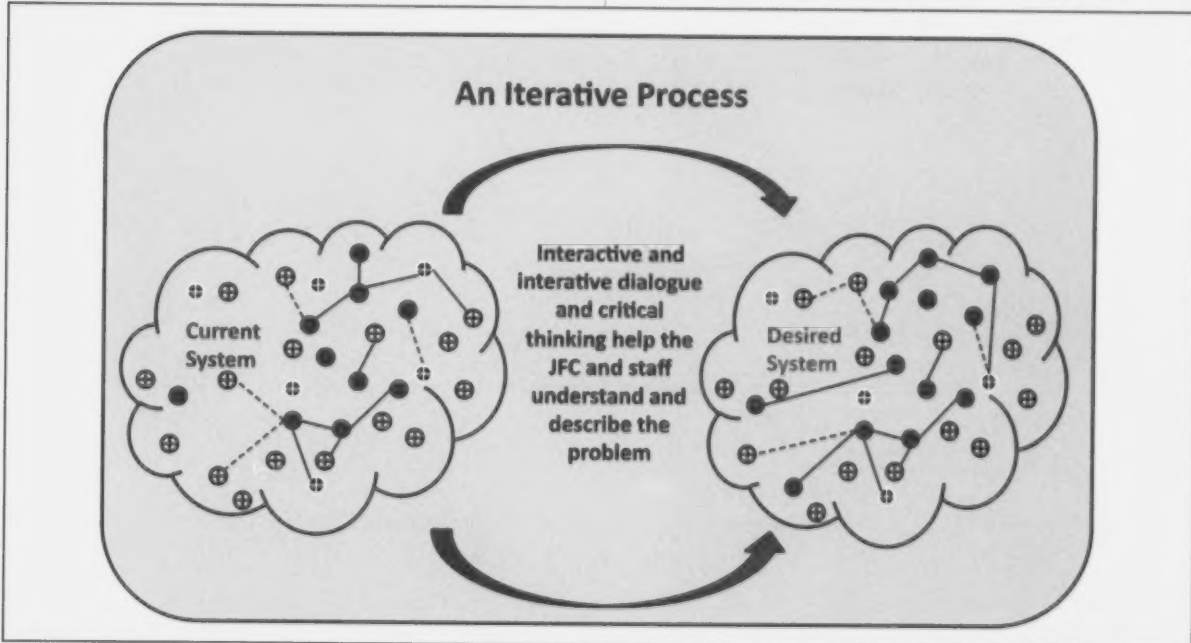 An Iterative Process
Current
System
Interactive and
interative dialogue
and critical
thinking help the
JFC and staff
understand and
describe the
problem
Desired
System